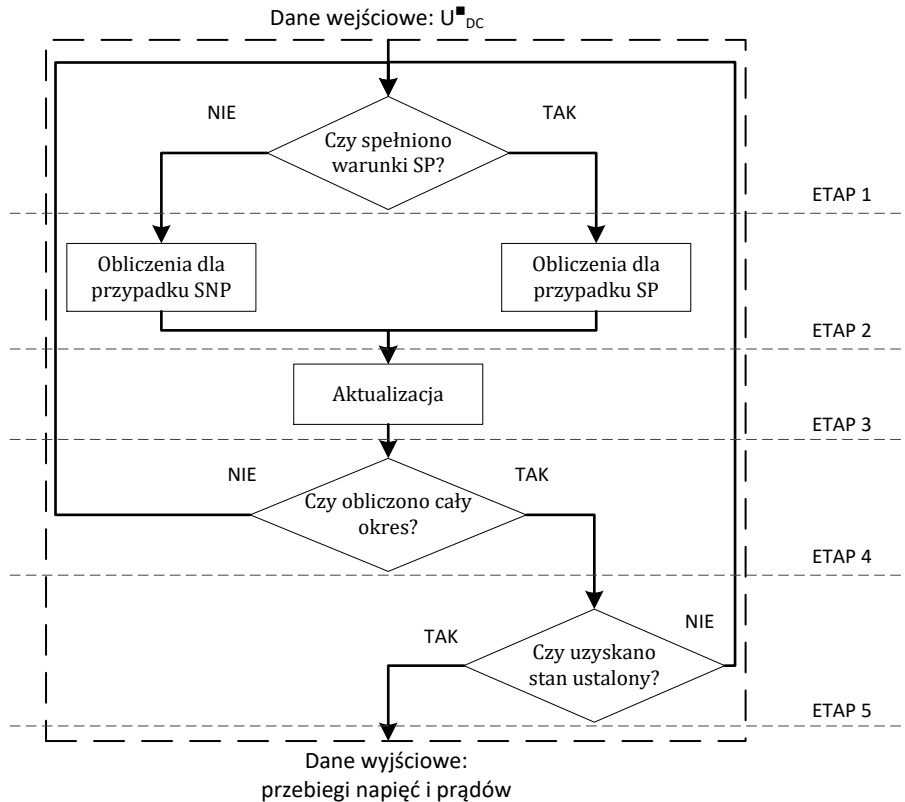 Dane wejściowe: U■DC
NIE
TAK
Czy spełniono
warunki SP?
ETAP 1
Obliczenia dla
przypadku SNP
Obliczenia dla
przypadku SP
ETAP 2
Aktualizacja
ETAP 3
NIE
TAK
Czy obliczono cały
okres?
ETAP 4
TAK
NIE
Czy uzyskano
stan ustalony?
ETAP 5
Dane wyjściowe:
przebiegi napięć i prądów